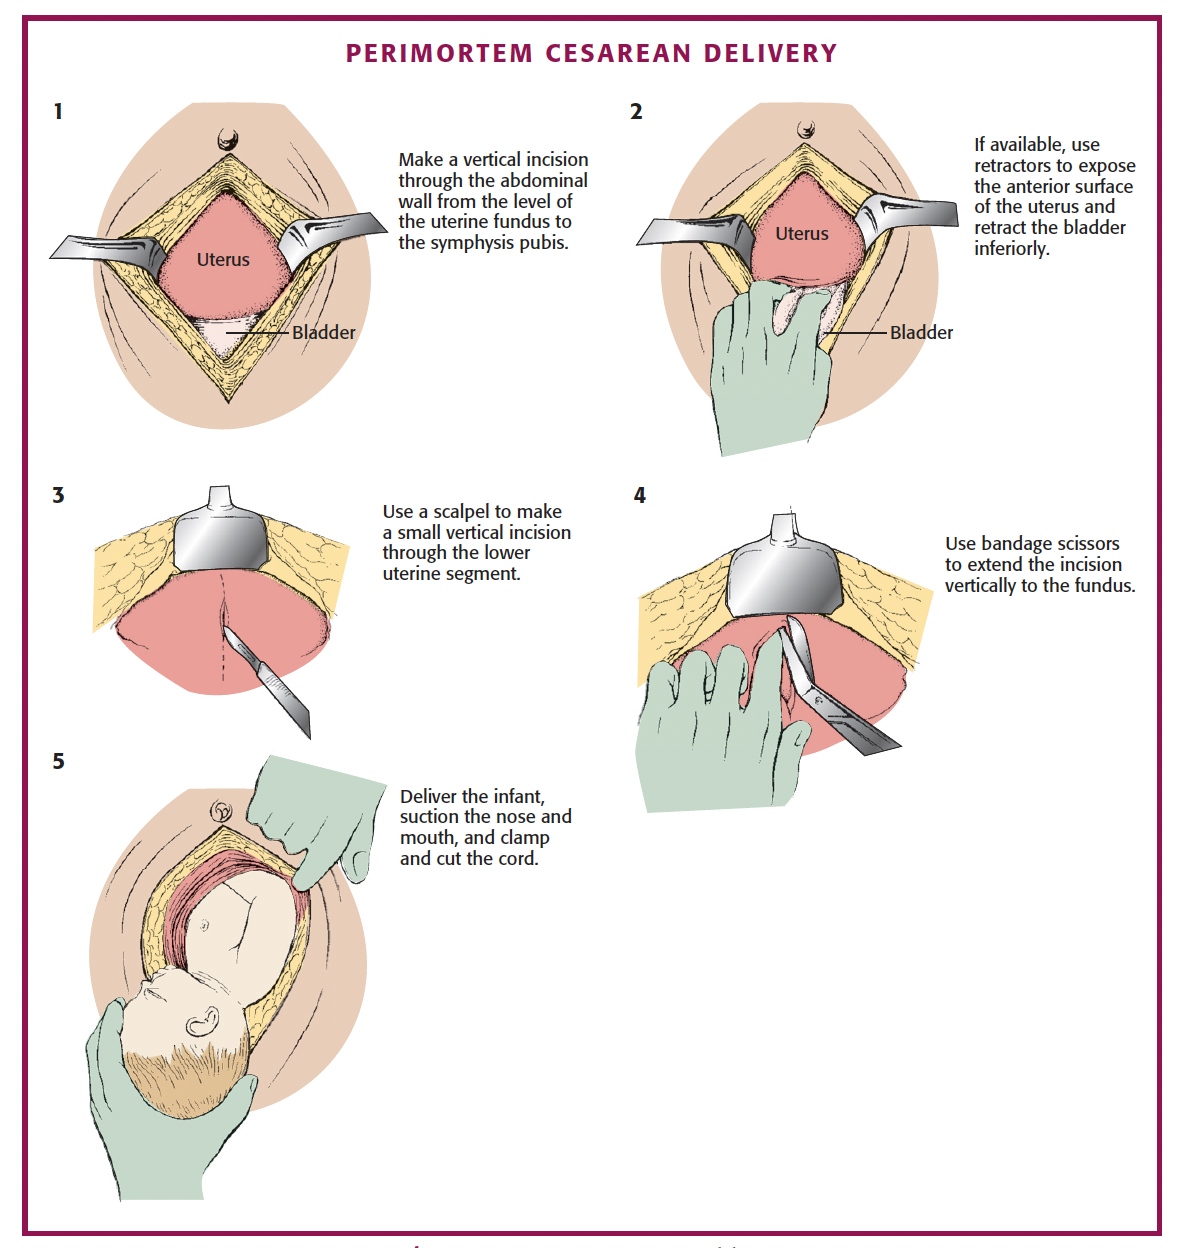 PERIMORTEM CESAREAN DELIVERY
1
Make a vertical incision
through the abdominal
wall from the level of
the uterine fundus to
the symphysis pubis.
Uterus
Bladder
2
If available, use
retractors to expose
the anterior surface
of the uterus and
retract the bladder
inferiorly.
Uterus
Bladder
3
Use a scalpel to make
a small vertical incision
through the lower
uterine segment.
4
Use bandage scissors
to extend the incision
vertically to the fundus.
5
Deliver the infant,
suction the nose and
mouth, and clamp
and cut the cord.